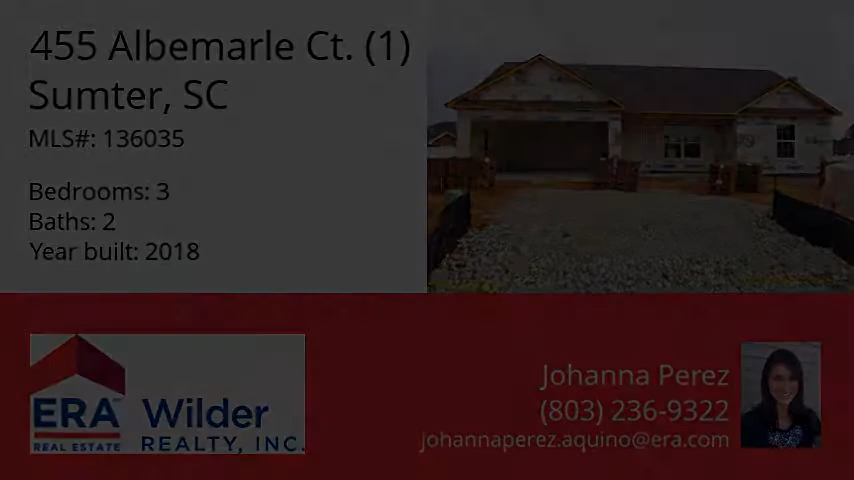 455 Albemarle Ct. (1)
Sumter, SC
MLS#: 136035
Bedrooms: 3
Baths: 2
Year built: 2018
ERA™
REAL ESTATE
Wilder
REALTY, INC.
Johanna Perez
(803) 236-9322
johannaperez.aquino@era.com